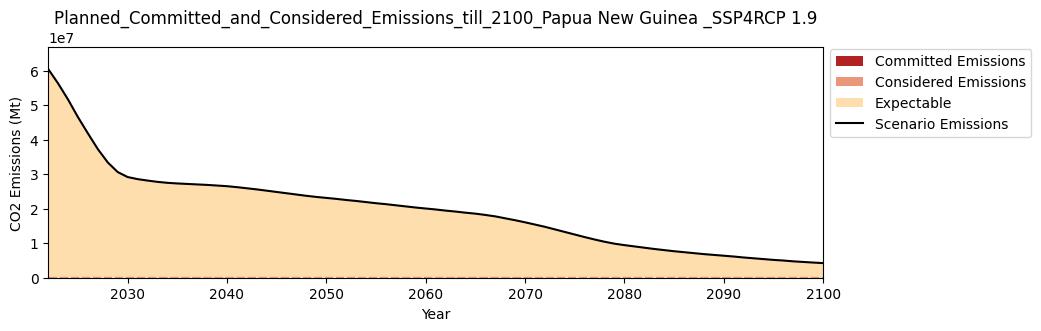 Planned_Committed_and_Considered_Emissions_till_2100_Papua New Guinea _SSP4RCP 1.9
1e7
6
5
4
3
2
1
0
CO2 Emissions (Mt)
2030 2040 2050 2060 2070 2080 2090 2100
Year
Committed Emissions
Considered Emissions
Expectable
Scenario Emissions